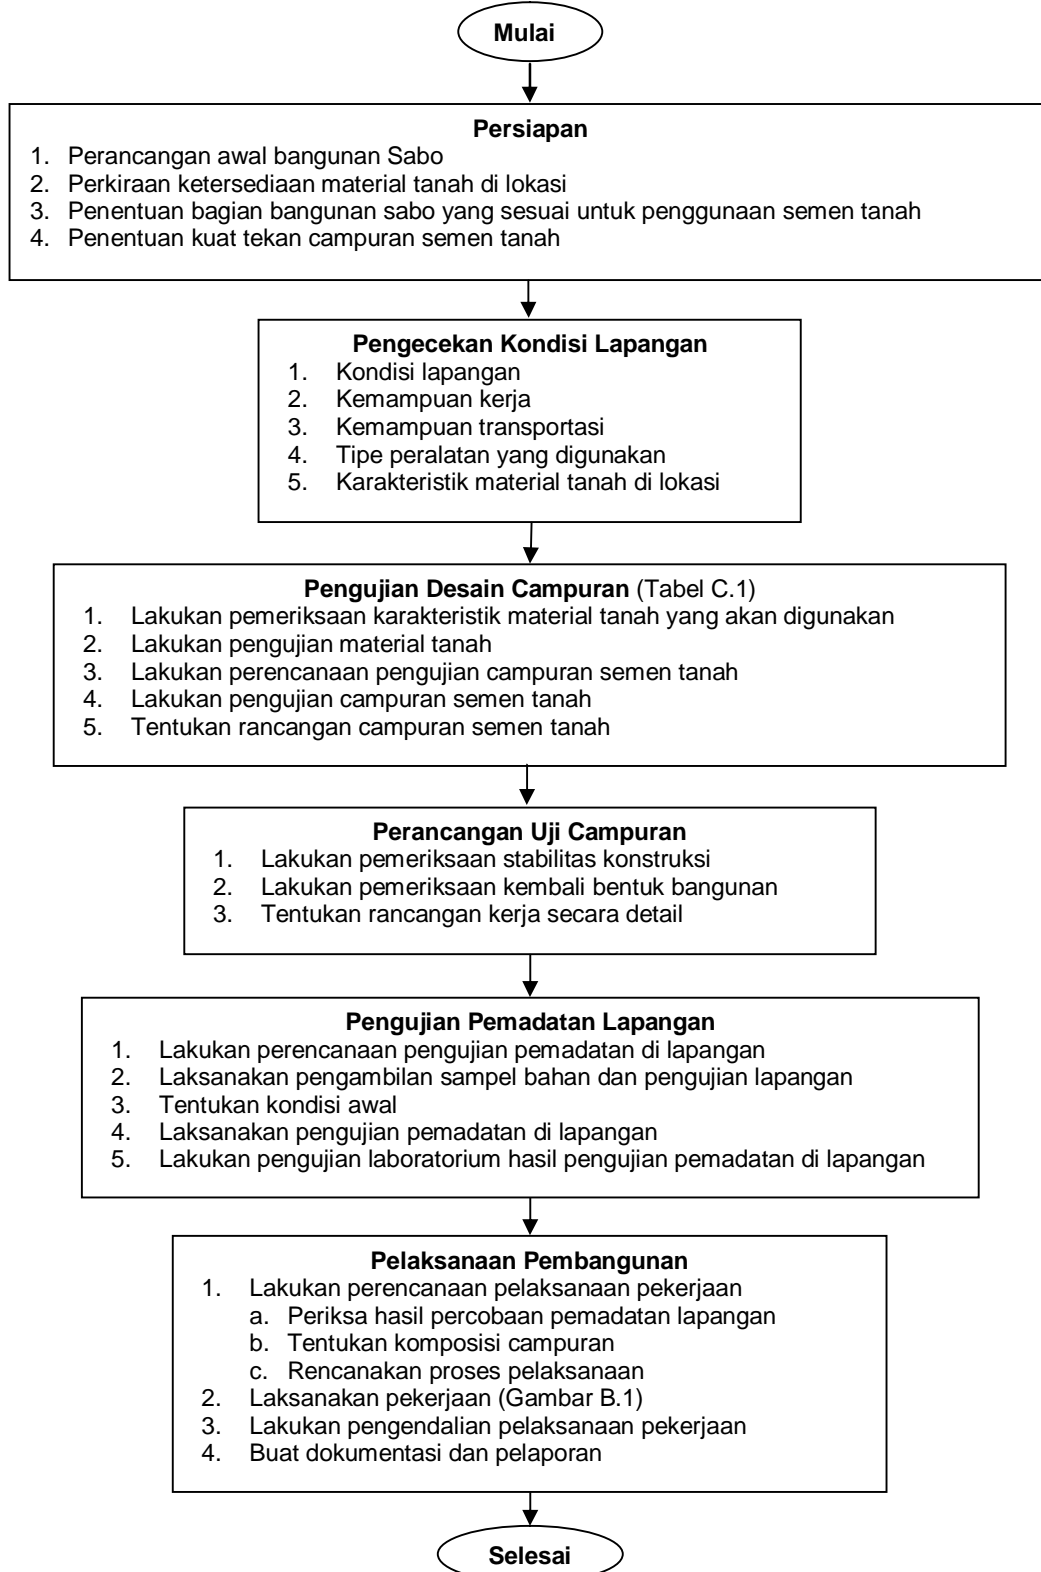 Mulai
Persiapan
1. Perancangan awal bangunan Sabo
2. Perkiraan ketersediaan material tanah di lokasi
3. Penentuan bagian bangunan sabo yang sesuai untuk penggunaan semen tanah
4. Penentuan kuat tekan campuran semen tanah
Pengecekan Kondisi Lapangan
1. Kondisi lapangan
2. Kemampuan kerja
3. Kemampuan transportasi
4. Tipe peralatan yang digunakan
5. Karakteristik material tanah di lokasi
Pengujian Desain Campuran (Tabel C.1)
1. Lakukan pemeriksaan karakteristik material tanah yang akan digunakan
2. Lakukan pengujian material tanah
3. Lakukan perencanaan pengujian campuran semen tanah
4. Lakukan pengujian campuran semen tanah
5. Tentukan rancangan campuran semen tanah
Perancangan Uji Campuran
1. Lakukan pemeriksaan stabilitas konstruksi
2. Lakukan pemeriksaan kembali bentuk bangunan
3. Tentukan rancangan kerja secara detail
Pengujian Pemadatan Lapangan
1. Lakukan perencanaan pengujian pemadatan di lapangan
2. Laksanakan pengambilan sampel bahan dan pengujian lapangan
3. Tentukan kondisi awal
4. Laksanakan pengujian pemadatan di lapangan
5. Lakukan pengujian laboratorium hasil pengujian pemadatan di lapangan
Pelaksanaan Pembangunan
1. Lakukan perencanaan pelaksanaan pekerjaan
a. Periksa hasil percobaan pemadatan lapangan
b. Tentukan komposisi campuran
c. Rencanakan proses pelaksanaan
2. Laksanakan pekerjaan (Gambar B.1)
3. Lakukan pengendalian pelaksanaan pekerjaan
4. Buat dokumentasi dan pelaporan
Selesai